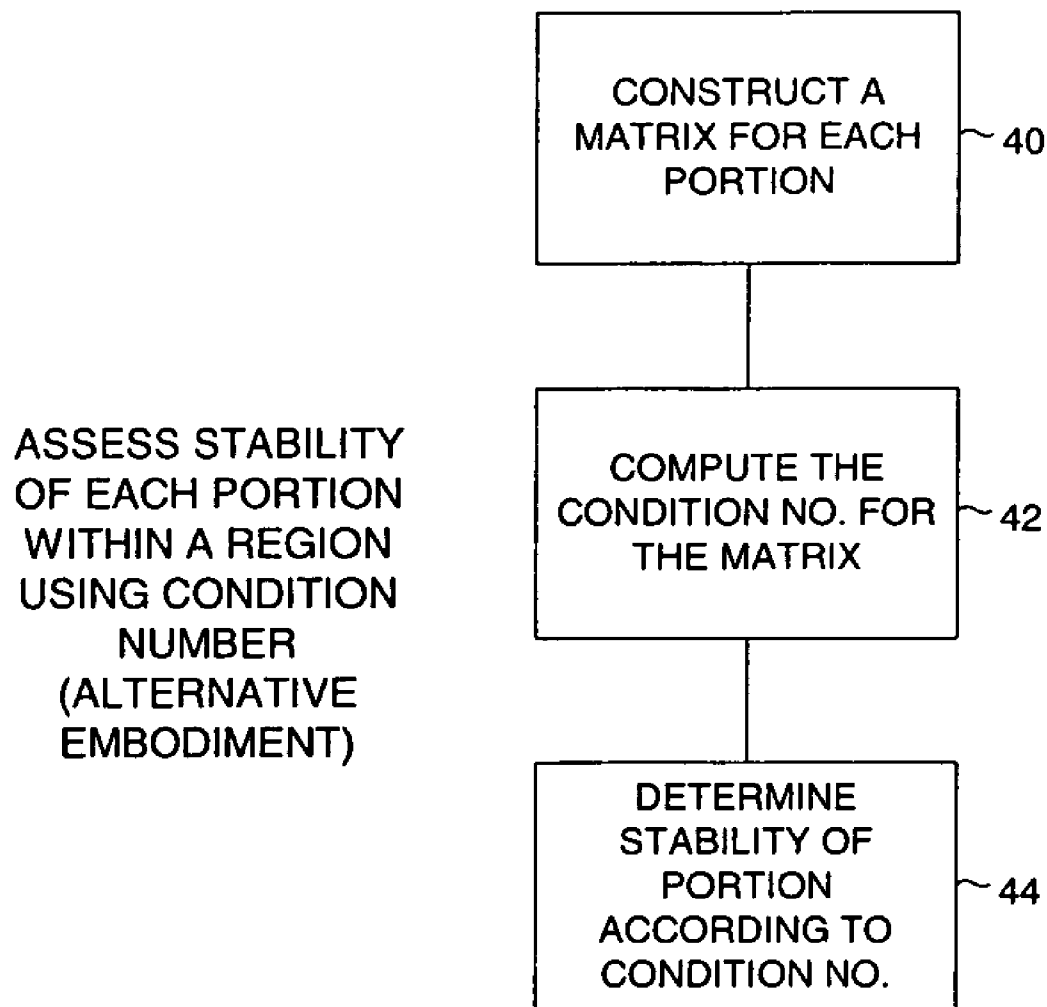 CONSTRUCT A
MATRIX FOR EACH
PORTION
40
ASSESS STABILITY
OF EACH PORTION
WITHIN A REGION
USING CONDITION
NUMBER
(ALTERNATIVE
EMBODIMENT)
COMPUTE THE
CONDITION NO. FOR
THE MATRIX
42
DETERMINE
STABILITY OF
PORTION
ACCORDING TO
CONDITION NO.
44